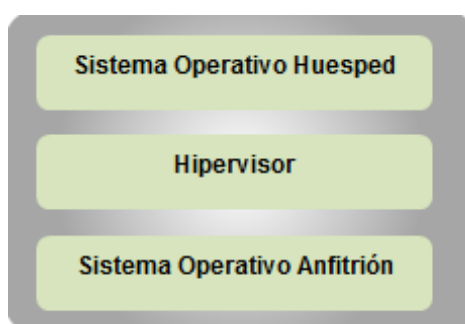 Sistema Operativo Huesped
Hipervisor
Sistema Operativo Anfitrión